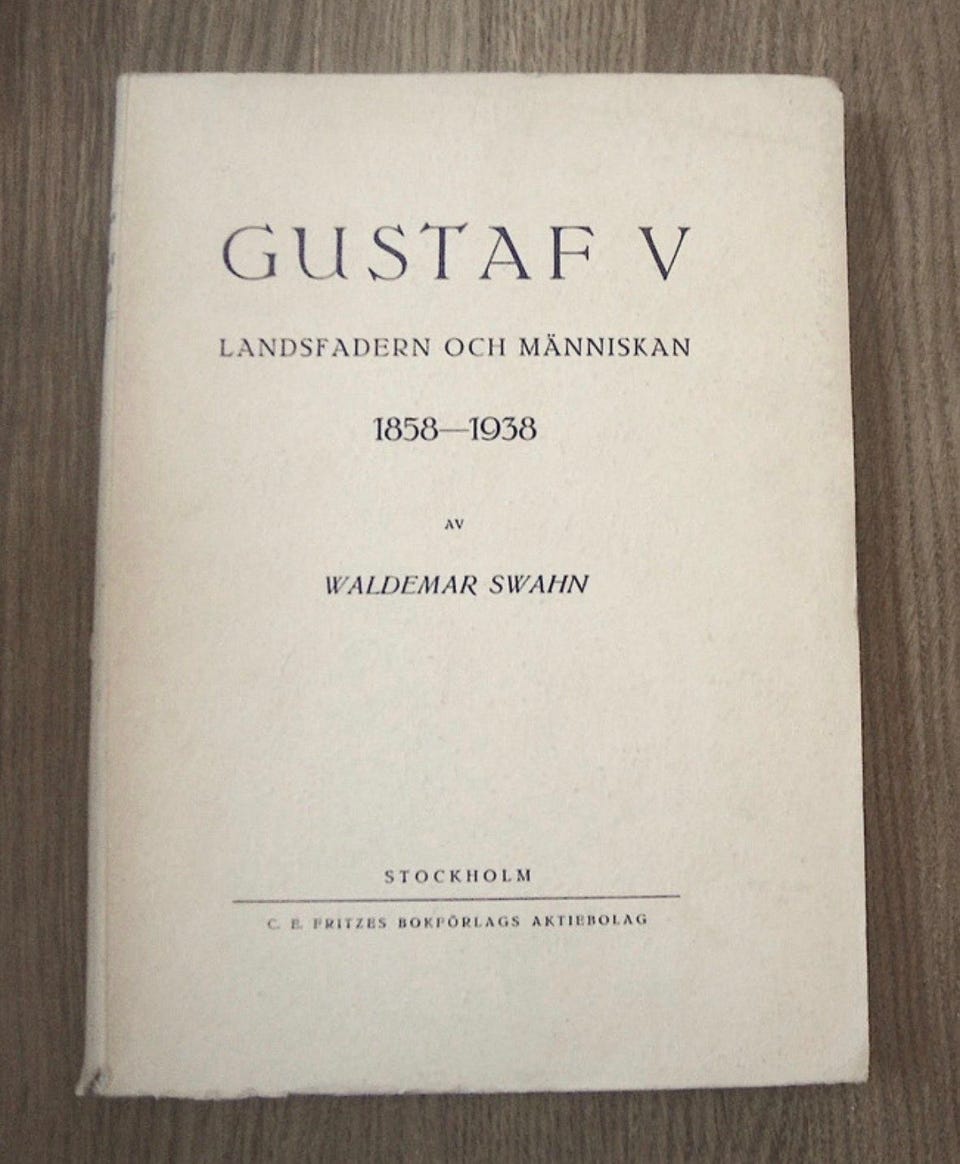 GUSTAF V
LANDSFADERN OCH MÄNNISKAN
1858—1938
AV
WALDEMAR SWAHN
STOCKHOLM
C. E. FRITZES BOKFÖRLAGS AKTIEBOLAG